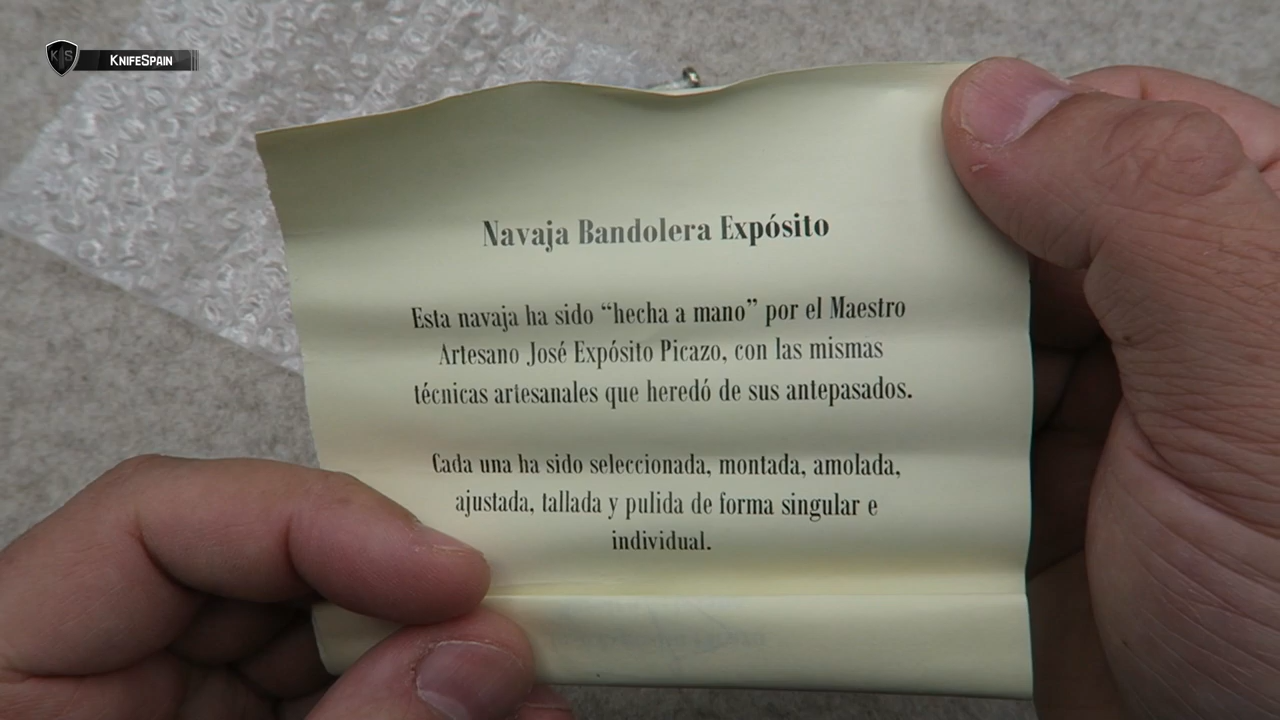 KS
KNIFESPAIN
Navaja Bandolera Expósito
Esta navaja ha sido “hecha a mano” por el Maestro
Artesano José Expósito Picazo, con las mismas
técnicas artesanales que heredó de sus antepasados.
Cada una ha sido seleccionada, montada, amolada,
ajustada, tallada y pulida de forma singular e
individual.